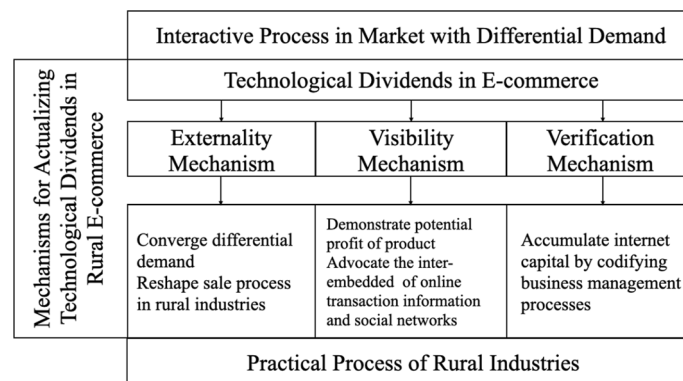 Interactive Process in Market with Differential Demand
Mechanisms for Actualizing
Technological Dividends in
Rural E-commerce
Technological Dividends in E-commerce
Externality
Mechanism
Visibility
Mechanism
Verification
Mechanism
Converge differential
demand
Reshape sale process
in rural industries
Demonstrate potential
profit of product
Advocate the inter-
embedded of online
transaction information
and social networks
Accumulate internet
capital by codifying
business management
processes
Practical Process of Rural Industries